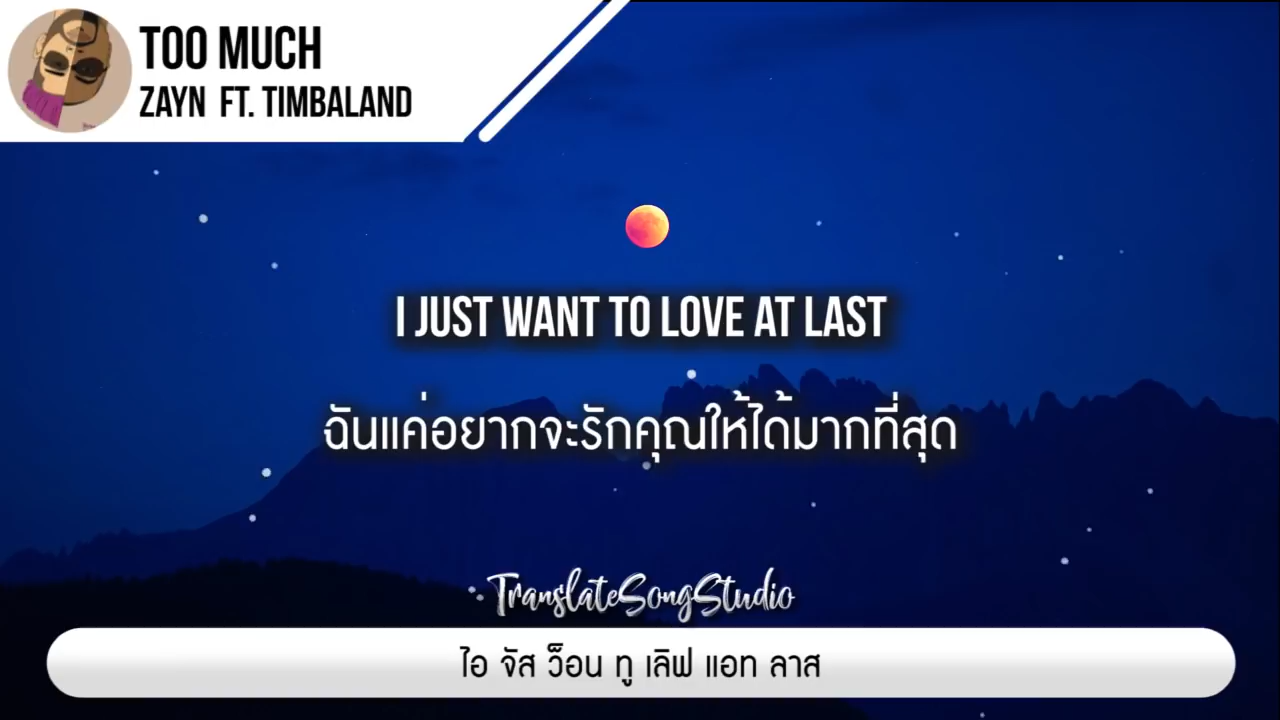 TOO MUCH
ZAYN FT. TIMBALAND
I JUST WANT TO LOVE AT LAST
ฉันแค่อยากจะรักคุณให้ได้มากที่สุด
TranslateSongStudio
ไอ จัส ว็อน ทู เลิฟ แอท ลาส